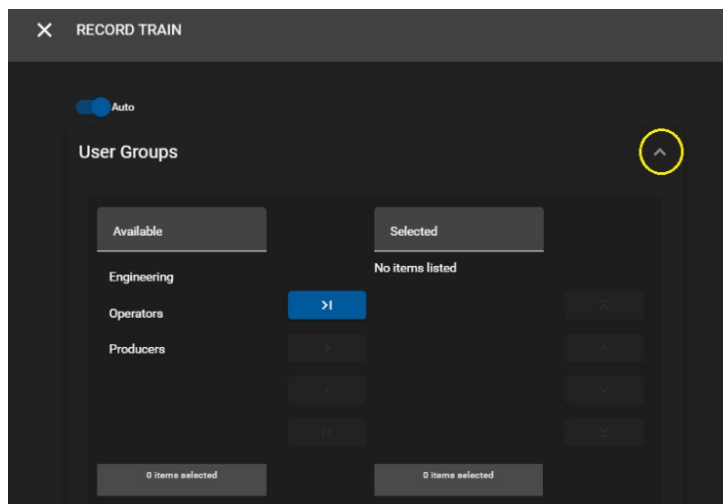 RECORD TRAIN
Auto
User Groups
Available
Selected
Engineering
Operators
Producers
No items listed
0 items selected
0 items selected